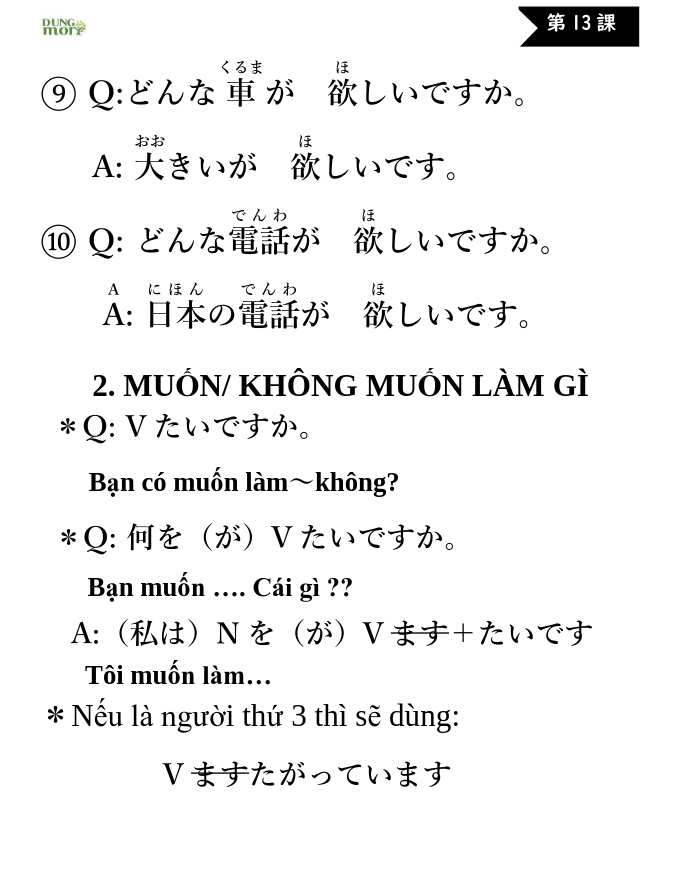 DUNG
mori
第 13 課
くるま ほ
⑨ Q:どんな 車 が　欲しいですか。
おお ほ
A: 大きいが　欲しいです。
でんわ ほ
⑩ Q: どんな電話が　欲しいですか。
A にほん でんわ ほ
A: 日本の電話が　欲しいです。
2. MUỐN/ KHÔNG MUỐN LÀM GÌ
＊Q: V たいですか。
Bạn có muốn làm～không?
＊Q: 何を（が）V たいですか。
Bạn muốn …. Cái gì ??
A:（私は）N を（が）V ます＋たいです
Tôi muốn làm…
＊Nếu là người thứ 3 thì sẽ dùng:
V ますたがっています